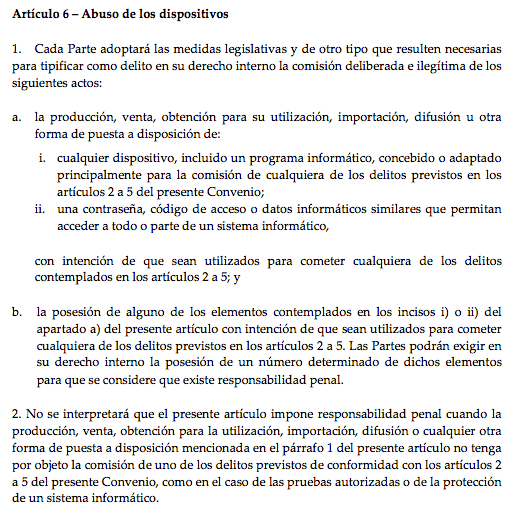 Artículo 6 – Abuso de los dispositivos
1. Cada Parte adoptará las medidas legislativas y de otro tipo que resulten necesarias
para tipificar como delito en su derecho interno la comisión deliberada e ilegítima de los
siguientes actos:
a. la producción, venta, obtención para su utilización, importación, difusión u otra
forma de puesta a disposición de:
i. cualquier dispositivo, incluido un programa informático, concebido o adaptado
principalmente para la comisión de cualquiera de los delitos previstos en los
artículos 2 a 5 del presente Convenio;
ii. una contraseña, código de acceso o datos informáticos similares que permitan
acceder a todo o parte de un sistema informático,
con intención de que sean utilizados para cometer cualquiera de los delitos
contemplados en los artículos 2 a 5; y
b. la posesión de alguno de los elementos contemplados en los incisos i) o ii) del
apartado a) del presente artículo con intención de que sean utilizados para cometer
cualquiera de los delitos previstos en los artículos 2 a 5. Las Partes podrán exigir en
su derecho interno la posesión de un número determinado de dichos elementos
para que se considere que existe responsabilidad penal.
2. No se interpretará que el presente artículo impone responsabilidad penal cuando la
producción, venta, obtención para la utilización, importación, difusión o cualquier otra
forma de puesta a disposición mencionada en el párrafo 1 del presente artículo no tenga
por objeto la comisión de uno de los delitos previstos de conformidad con los artículos 2
a 5 del presente Convenio, como en el caso de las pruebas autorizadas o de la protección
de un sistema informático.